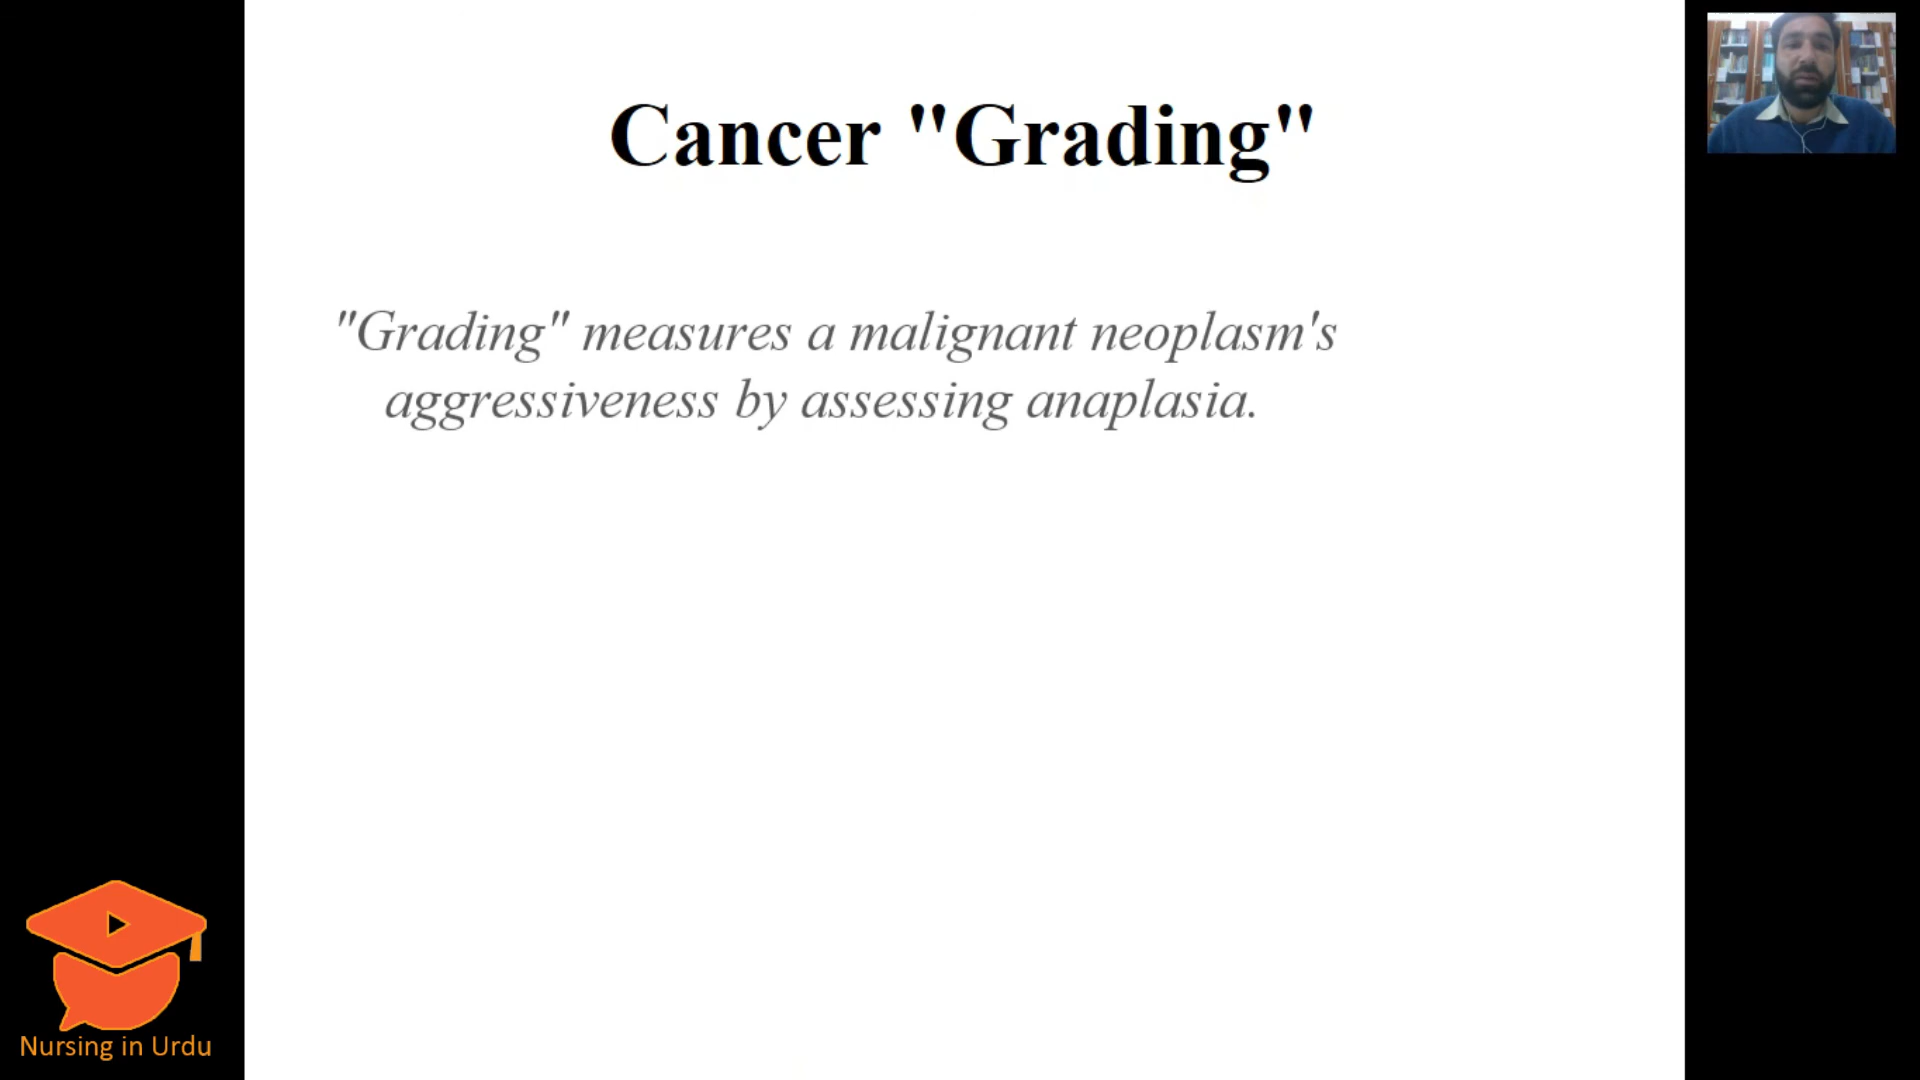 Cancer "Grading"
"Grading" measures a malignant neoplasm's
aggressiveness by assessing anaplasia.
Nursing in Urdu